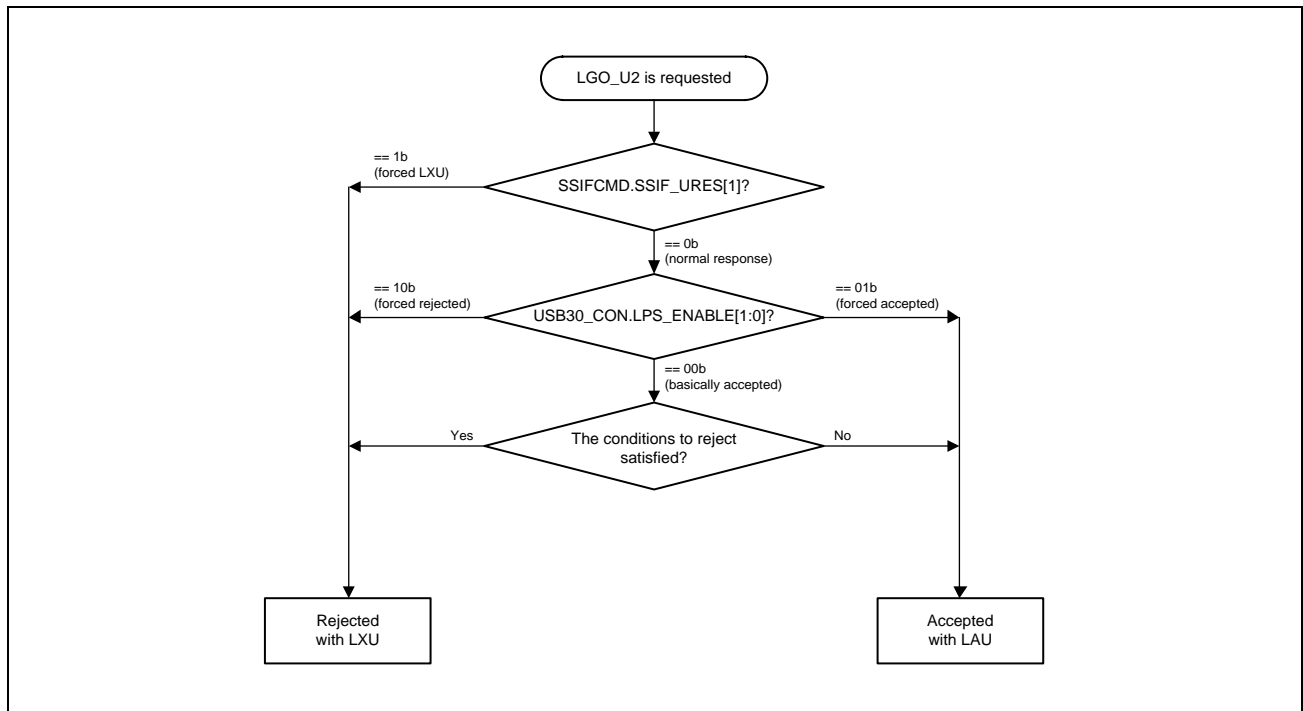 LGO_U2 is requested
== 1b
(forced LXU)
SSIFCMD.SSIF_URES[1]?
== 0b
(normal response)
== 10b
(forced rejected)
USB30_CON.LPS_ENABLE[1:0]?
== 01b
(forced accepted)
== 00b
(basically accepted)
Yes
The conditions to reject
satisfied?
No
Rejected
with LXU
Accepted
with LAU